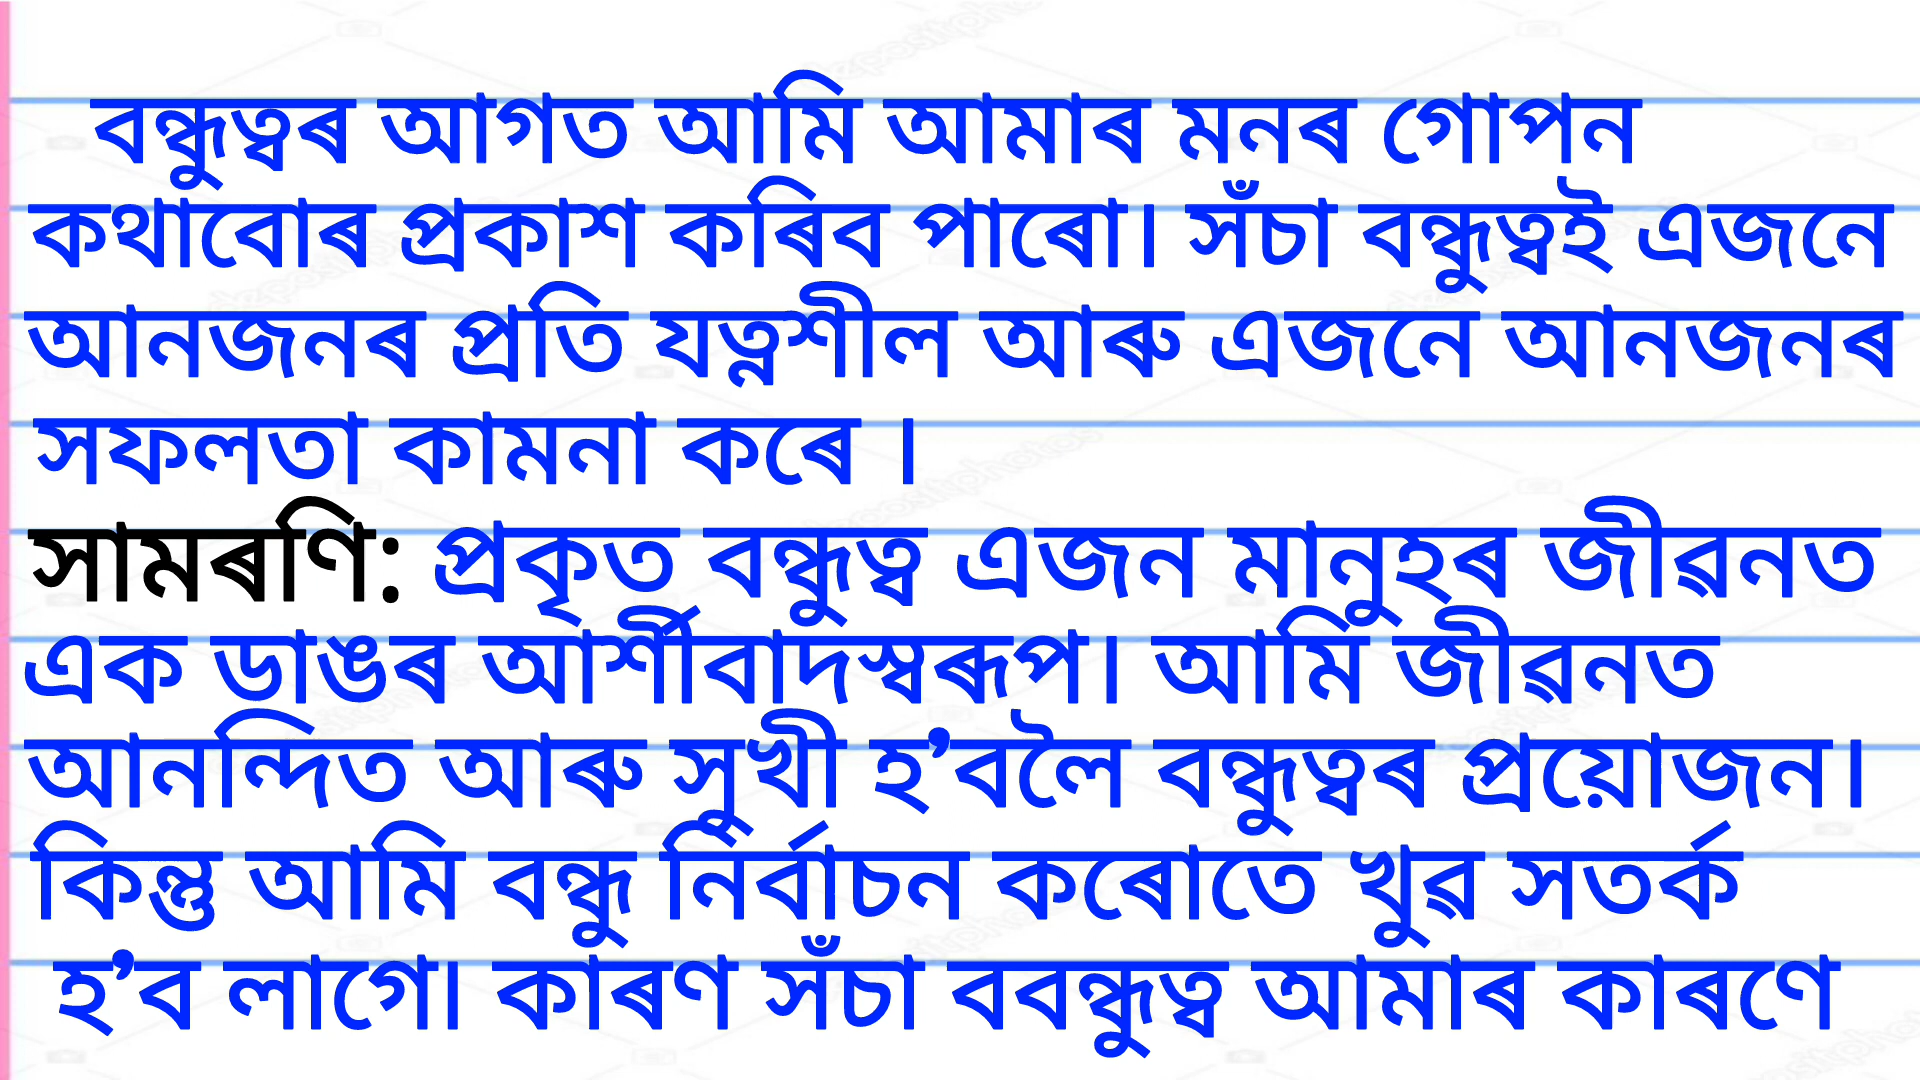 বন্ধুত্বৰ আগত আমি আমাৰ মনৰ গোপন
কথাবোৰ প্ৰকাশ কৰিব পাৰো। সঁচা বন্ধুত্বই এজনে
আনজনৰ প্ৰতি যত্নশীল আৰু এজনে আনজনৰ
সফলতা কামনা কৰে ।
সামৰণি: প্ৰকৃত বন্ধুত্ব এজন মানুহৰ জীৱনত
এক ডাঙৰ আৰ্শীবাদস্বৰূপ। আমি জীৱনত
আনন্দিত আৰু সুখী হ’বলৈ বন্ধুত্বৰ প্ৰয়োজন।
কিন্তু আমি বন্ধু নিৰ্বাচন কৰোতে খুৱ সতৰ্ক
হ’ব লাগে। কাৰণ সঁচা ববন্ধুত্ব আমাৰ কাৰণে